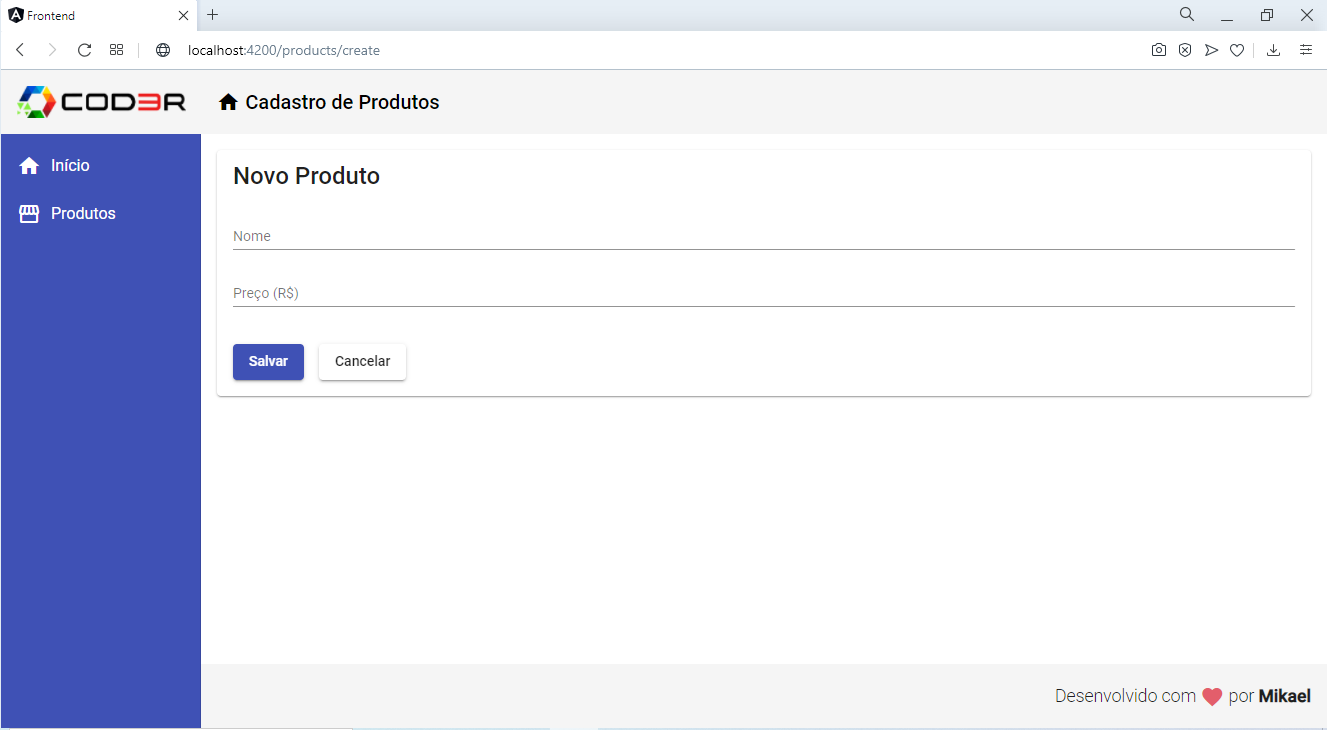 Frontend
localhost:4200/products/create
COD3R
Cadastro de Produtos
Início
Produtos
Novo Produto
Nome
Preço (R$)
Salvar Cancelar
Desenvolvido com por Mikael